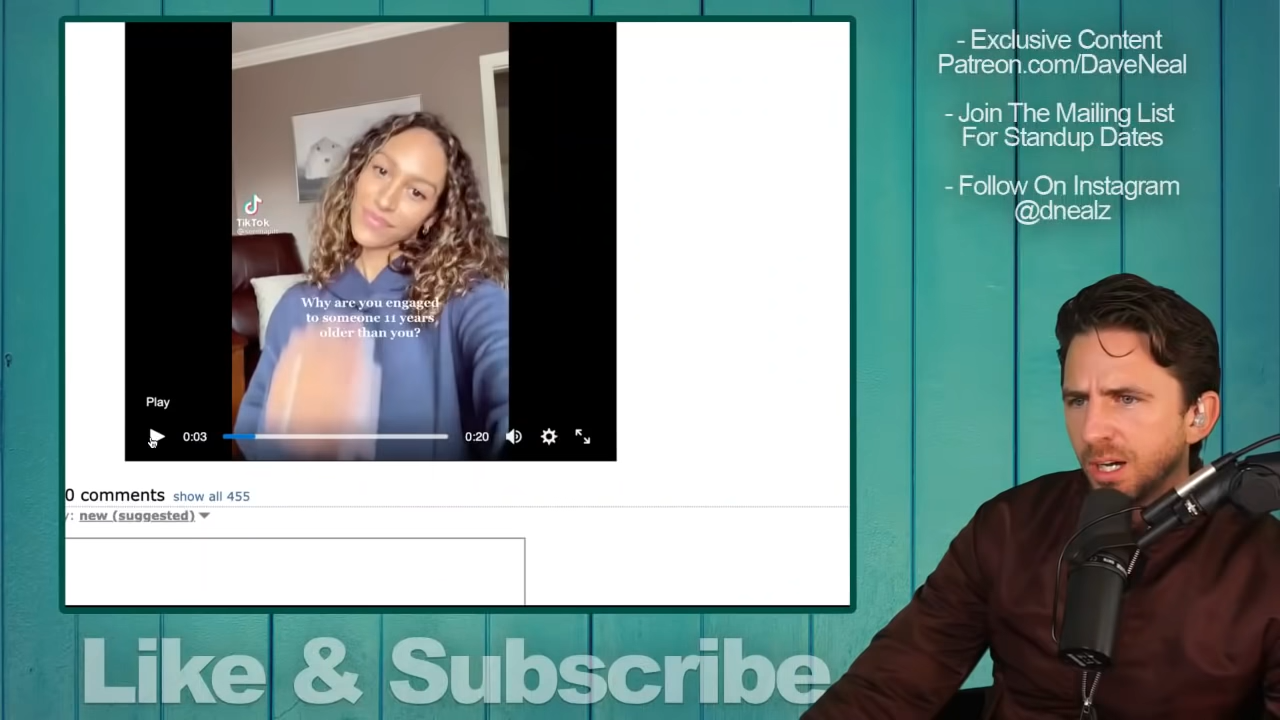 - Exclusive Content
Patreon.com/DaveNeal
- Join The Mailing List
For Standup Dates
- Follow On Instagram
@dnealz
TikTok
Why are you engaged
to someone 11 years
older than you?
Play
0:03
0:20
0 comments show all 455
y: new (suggested)
Like & Subscribe